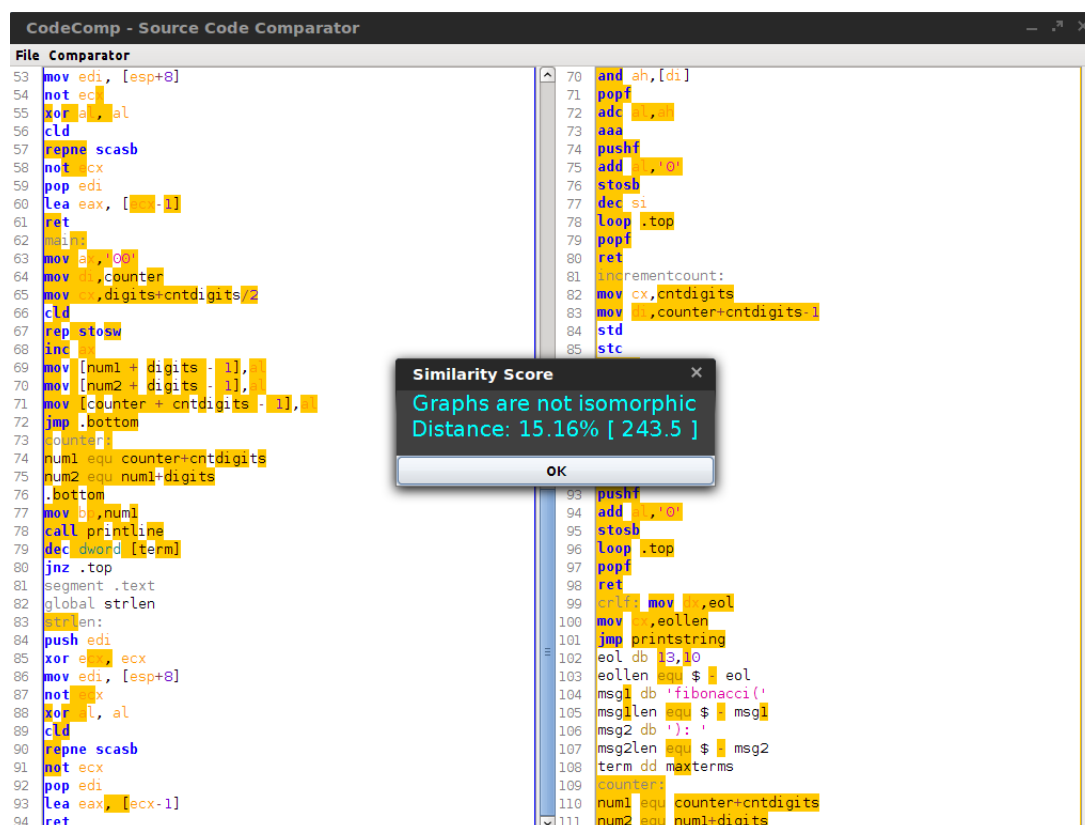 CodeComp - Source Code Comparator
File Comparator
53 mov edi, [esp+8]
54 not ecx
55 xor al, al
56 cld
57 repne scasb
58 not ecx
59 pop edi
60 lea eax, [ecx-1]
61 ret
62 main:
63 mov ax,'00'
64 mov di,counter
65 mov cx,digits+cntdigits/2
66 cld
67 rep stosw
68 inc ax
69 mov [num1 + digits - 1],al
70 mov [num2 + digits - 1],al
71 mov [counter + cntdigits - 1],al
72 jmp .bottom
73 counter:
74 num1 equ counter+cntdigits
75 num2 equ num1+digits
76 .bottom
77 mov bp,num1
78 call printline
79 dec dword [term]
80 jnz .top
81 segment .text
82 global strlen
83 strlen:
84 push edi
85 xor ecx, ecx
86 mov edi, [esp+8]
87 not ecx
88 xor al, al
89 cld
90 repne scasb
91 not ecx
92 pop edi
93 lea eax, [ecx-1]
94 ret
70 and ah,[di]
71 popf
72 adc al,ah
73 aaa
74 pushf
75 add al,'0'
76 stosb
77 dec si
78 loop .top
79 popf
80 ret
81 incrementcount:
82 mov cx,cntdigits
83 mov di,counter+cntdigits-1
84 std
85 stc
Similarity Score
Graphs are not isomorphic
Distance: 15.16% [ 243.5 ]
OK
93 pushf
94 add al,'0'
95 stosb
96 loop .top
97 popf
98 ret
99 crlf: mov dx,eol
100 mov cx,eollen
101 jmp printstring
102 eol db 13,10
103 eollen equ $ - eol
104 msg1 db 'fibonacci('
105 msg1len equ $ - msg1
106 msg2 db '): '
107 msg2len equ $ - msg2
108 term dd maxterms
109 counter:
110 num1 equ counter+cntdigits
111 num2 equ num1+digits